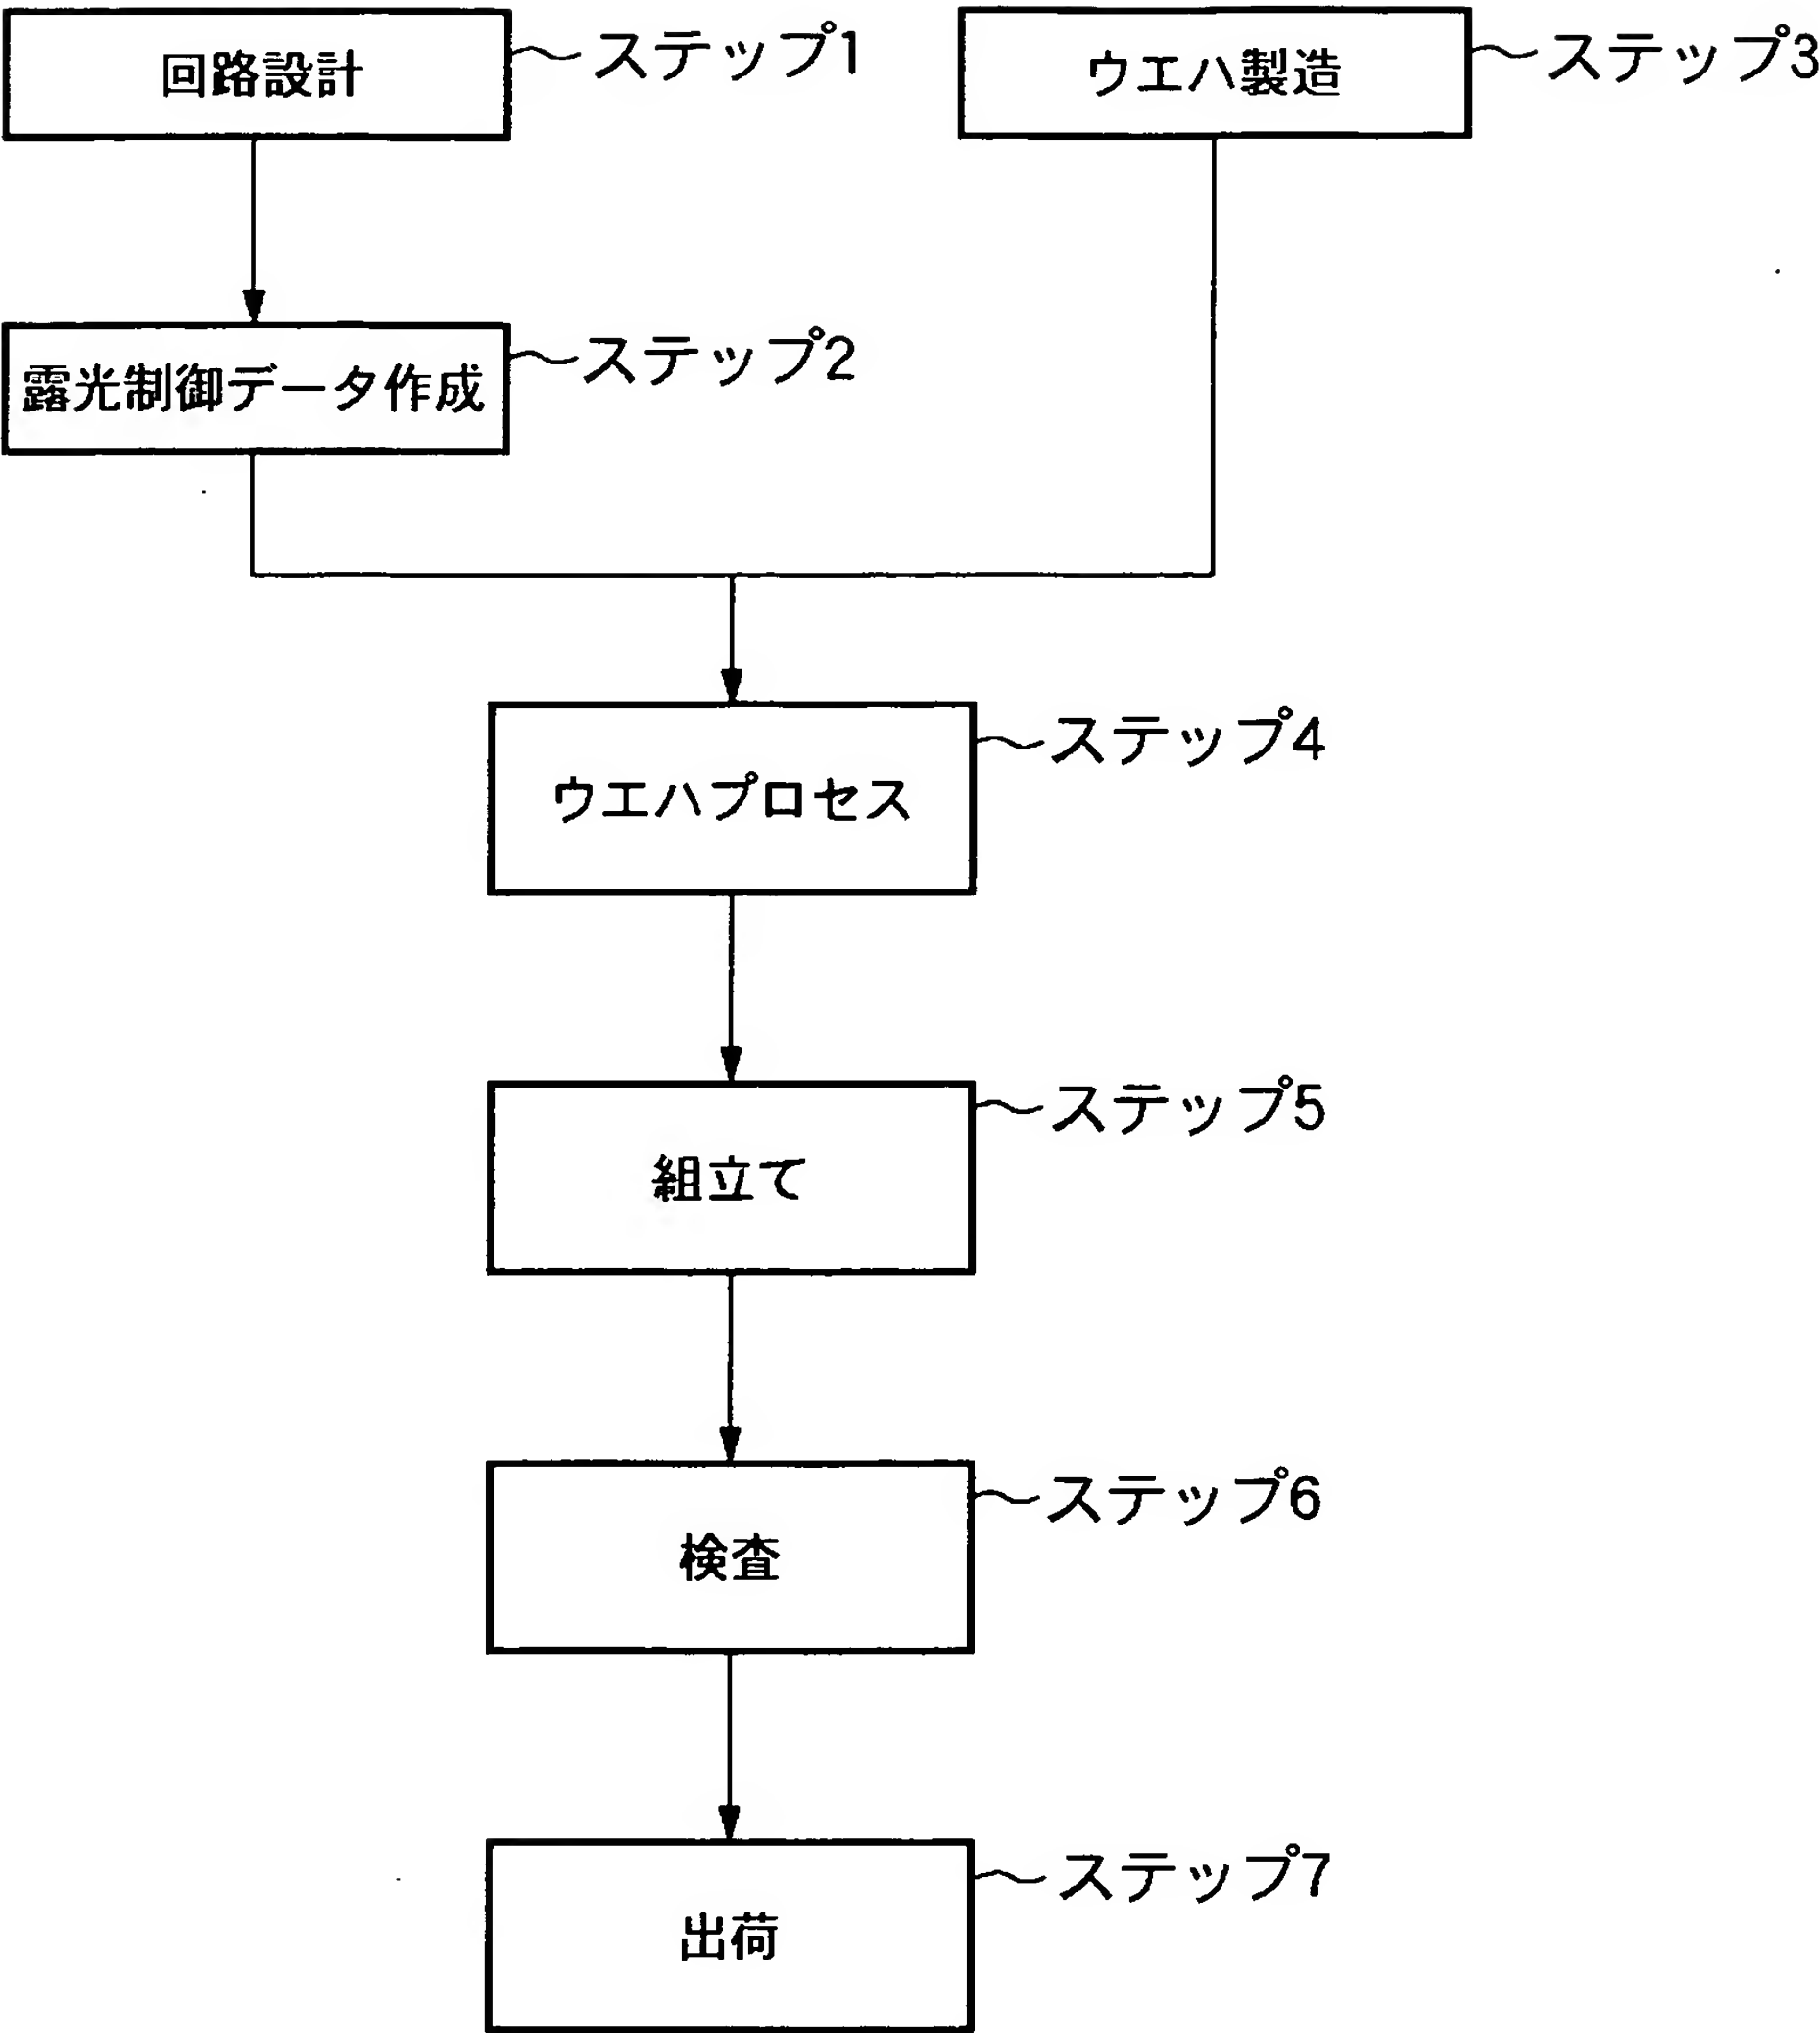 回路設計
ステップ1
ウエハ製造
ステップ3
露光制御データ作成
ステップ2
ウエハプロセス
ステップ4
組立て
ステップ5
検査
ステップ6
出荷
ステップ7